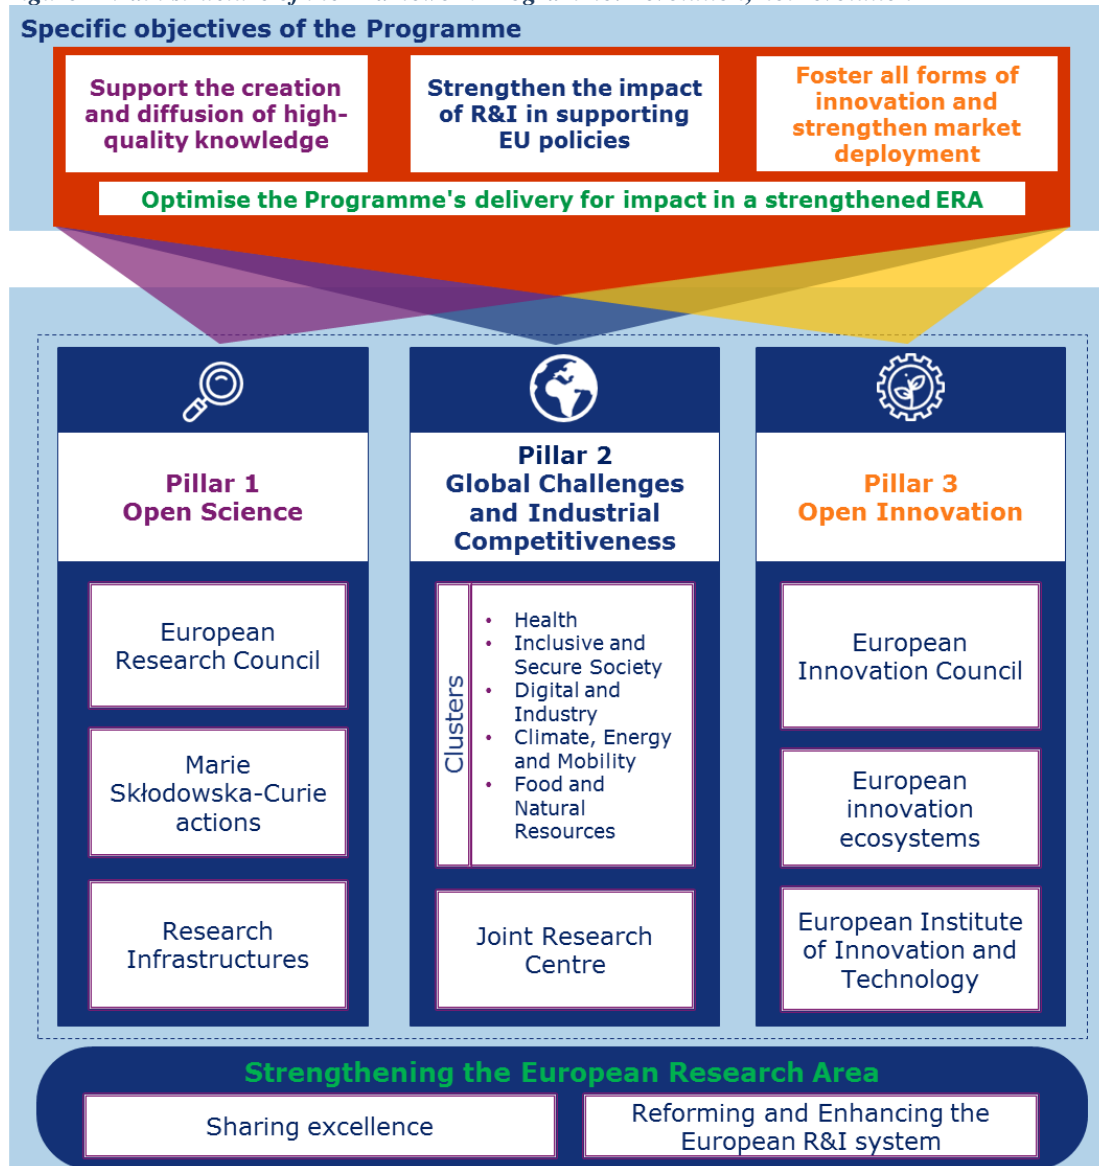 Specific objectives of the Programme
Support the creation
and diffusion of high-
quality knowledge
Strengthen the impact
of R&I in supporting
EU policies
Foster all forms of
innovation and
strengthen market
deployment
Optimise the Programme's delivery for impact in a strengthened ERA
Pillar 1
Open Science
European
Research Council
Marie
Skłodowska-Curie
actions
Research
Infrastructures
Pillar 2
Global Challenges
and Industrial
Competitiveness
Clusters
• Health
• Inclusive and
Secure Society
• Digital and
Industry
• Climate, Energy
and Mobility
• Food and
Natural
Resources
Joint Research
Centre
Pillar 3
Open Innovation
European
Innovation Council
European
innovation
ecosystems
European Institute
of Innovation and
Technology
Strengthening the European Research Area
Sharing excellence
Reforming and Enhancing the
European R&I system